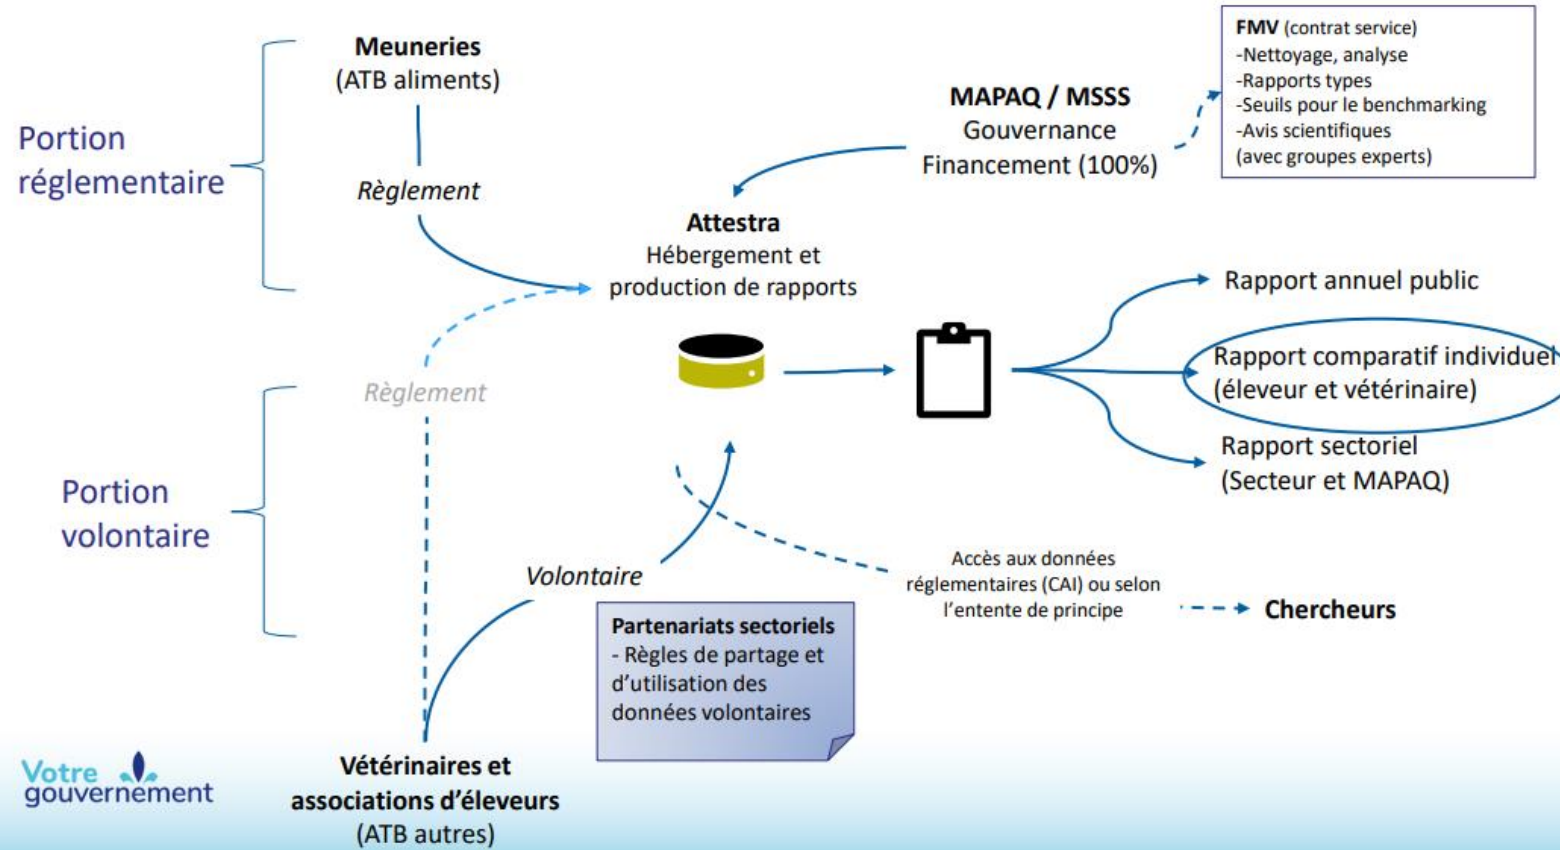 Portion
réglementaire
Meuneries
(ATB aliments)
Règlement
MAPAQ / MSSS
Gouvernance
Financement (100%)
FMV (contrat service)
-Nettoyage, analyse
-Rapports types
-Seuils pour le benchmarking
-Avis scientifiques
(avec groupes experts)
Attestra
Hébergement et
production de rapports
Rapport annuel public
Rapport comparatif individuel
(éleveur et vétérinaire)
Rapport sectoriel
(Secteur et MAPAQ)
Règlement
Portion
volontaire
Volontaire
Partenariats sectoriels
- Règles de partage et
d'utilisation des
données volontaires
Accès aux données
réglementaires (CAI) ou selon
l'entente de principe
Chercheurs
Vétérinaires et
associations d'éleveurs
(ATB autres)
Votre
gouvernement